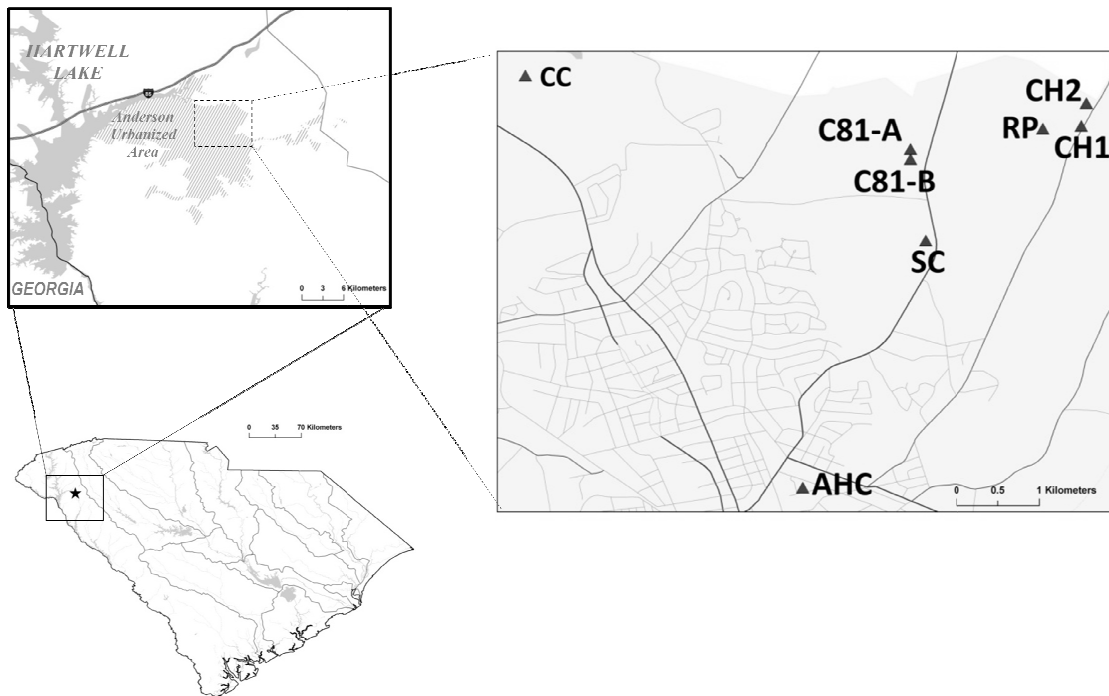 HARTWELL
LAKE
85
Anderson
Urbanized
Area
GEORGIA
0 3 6 Kilometers
CC
CH2
C81-A
RP
CH1
C81-B
SC
AHC
0 0.5 1 Kilometers
0 35 70 Kilometers